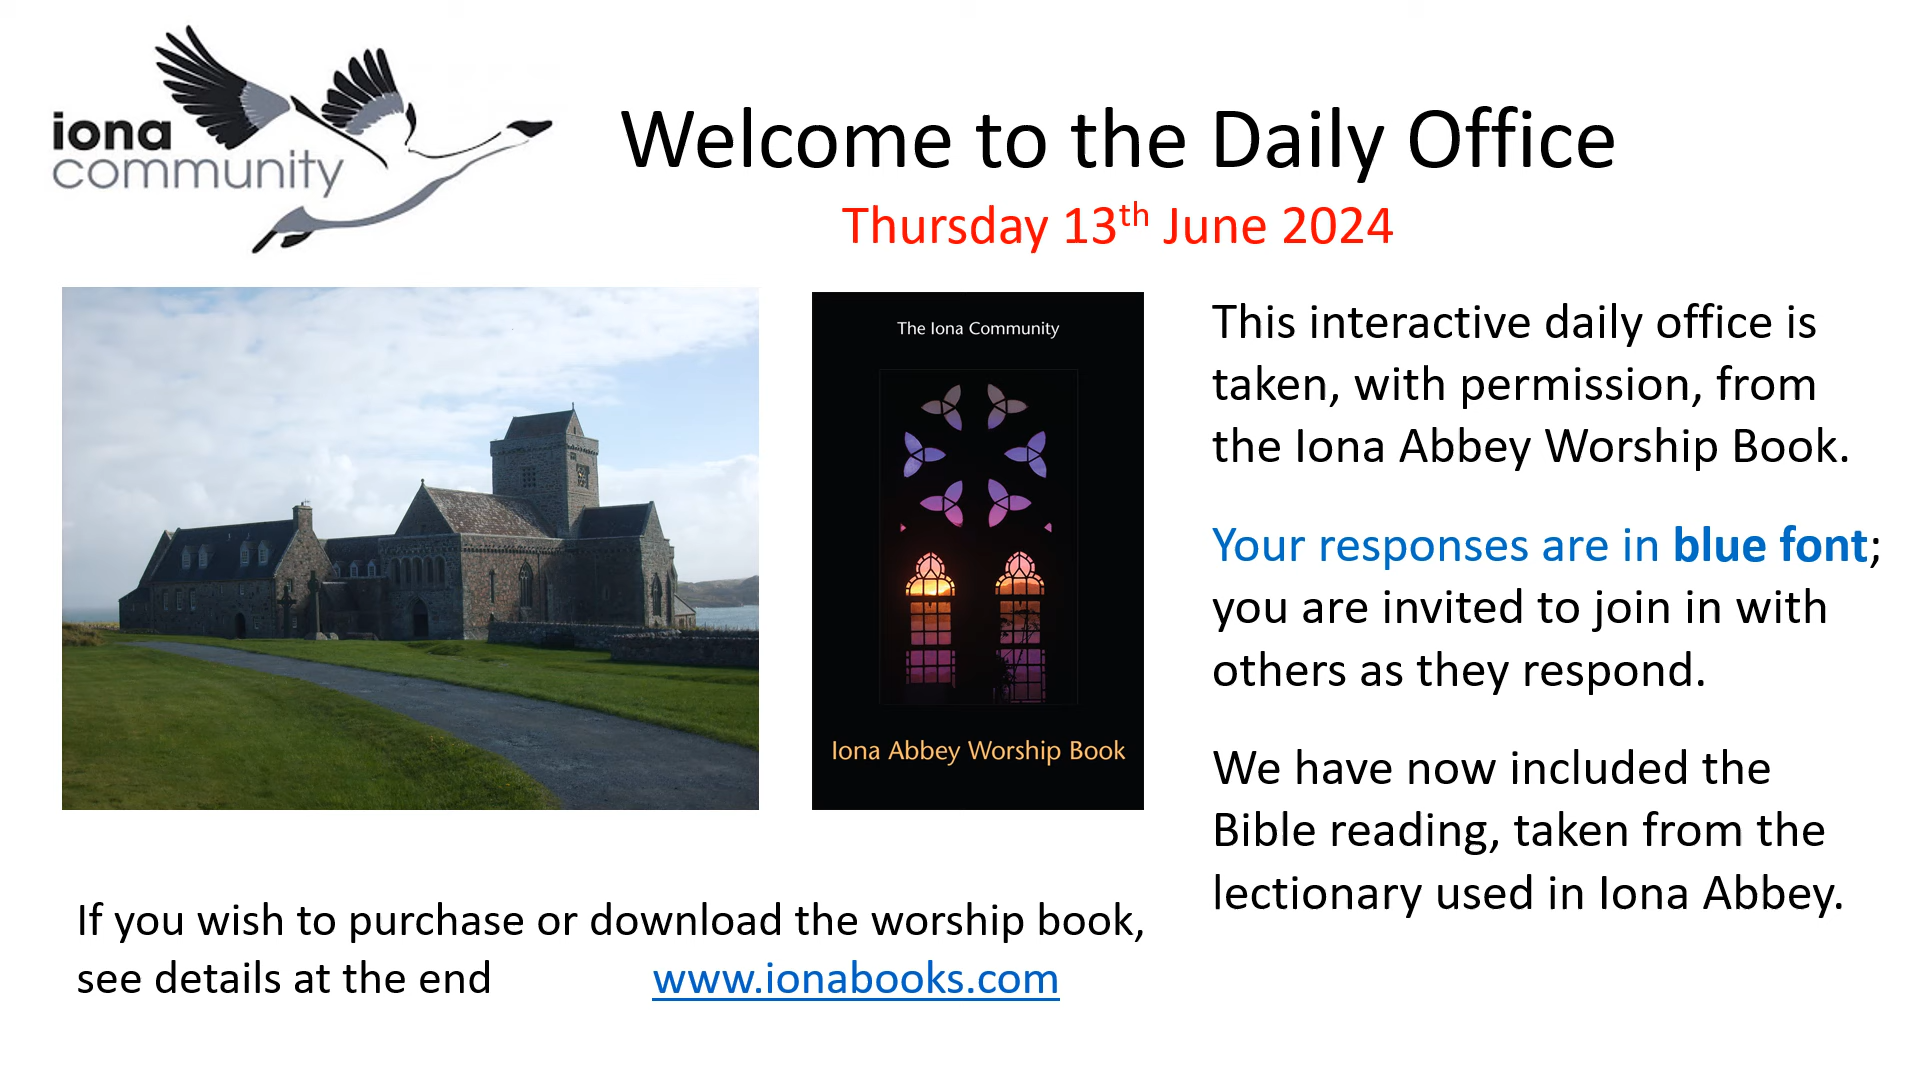 iona
community
Welcome to the Daily Office
Thursday 13th June 2024
The Iona Community
Iona Abbey Worship Book
This interactive daily office is
taken, with permission, from
the Iona Abbey Worship Book.
Your responses are in blue font;
you are invited to join in with
others as they respond.
We have now included the
Bible reading, taken from the
lectionary used in Iona Abbey.
If you wish to purchase or download the worship book,
see details at the end www.ionabooks.com